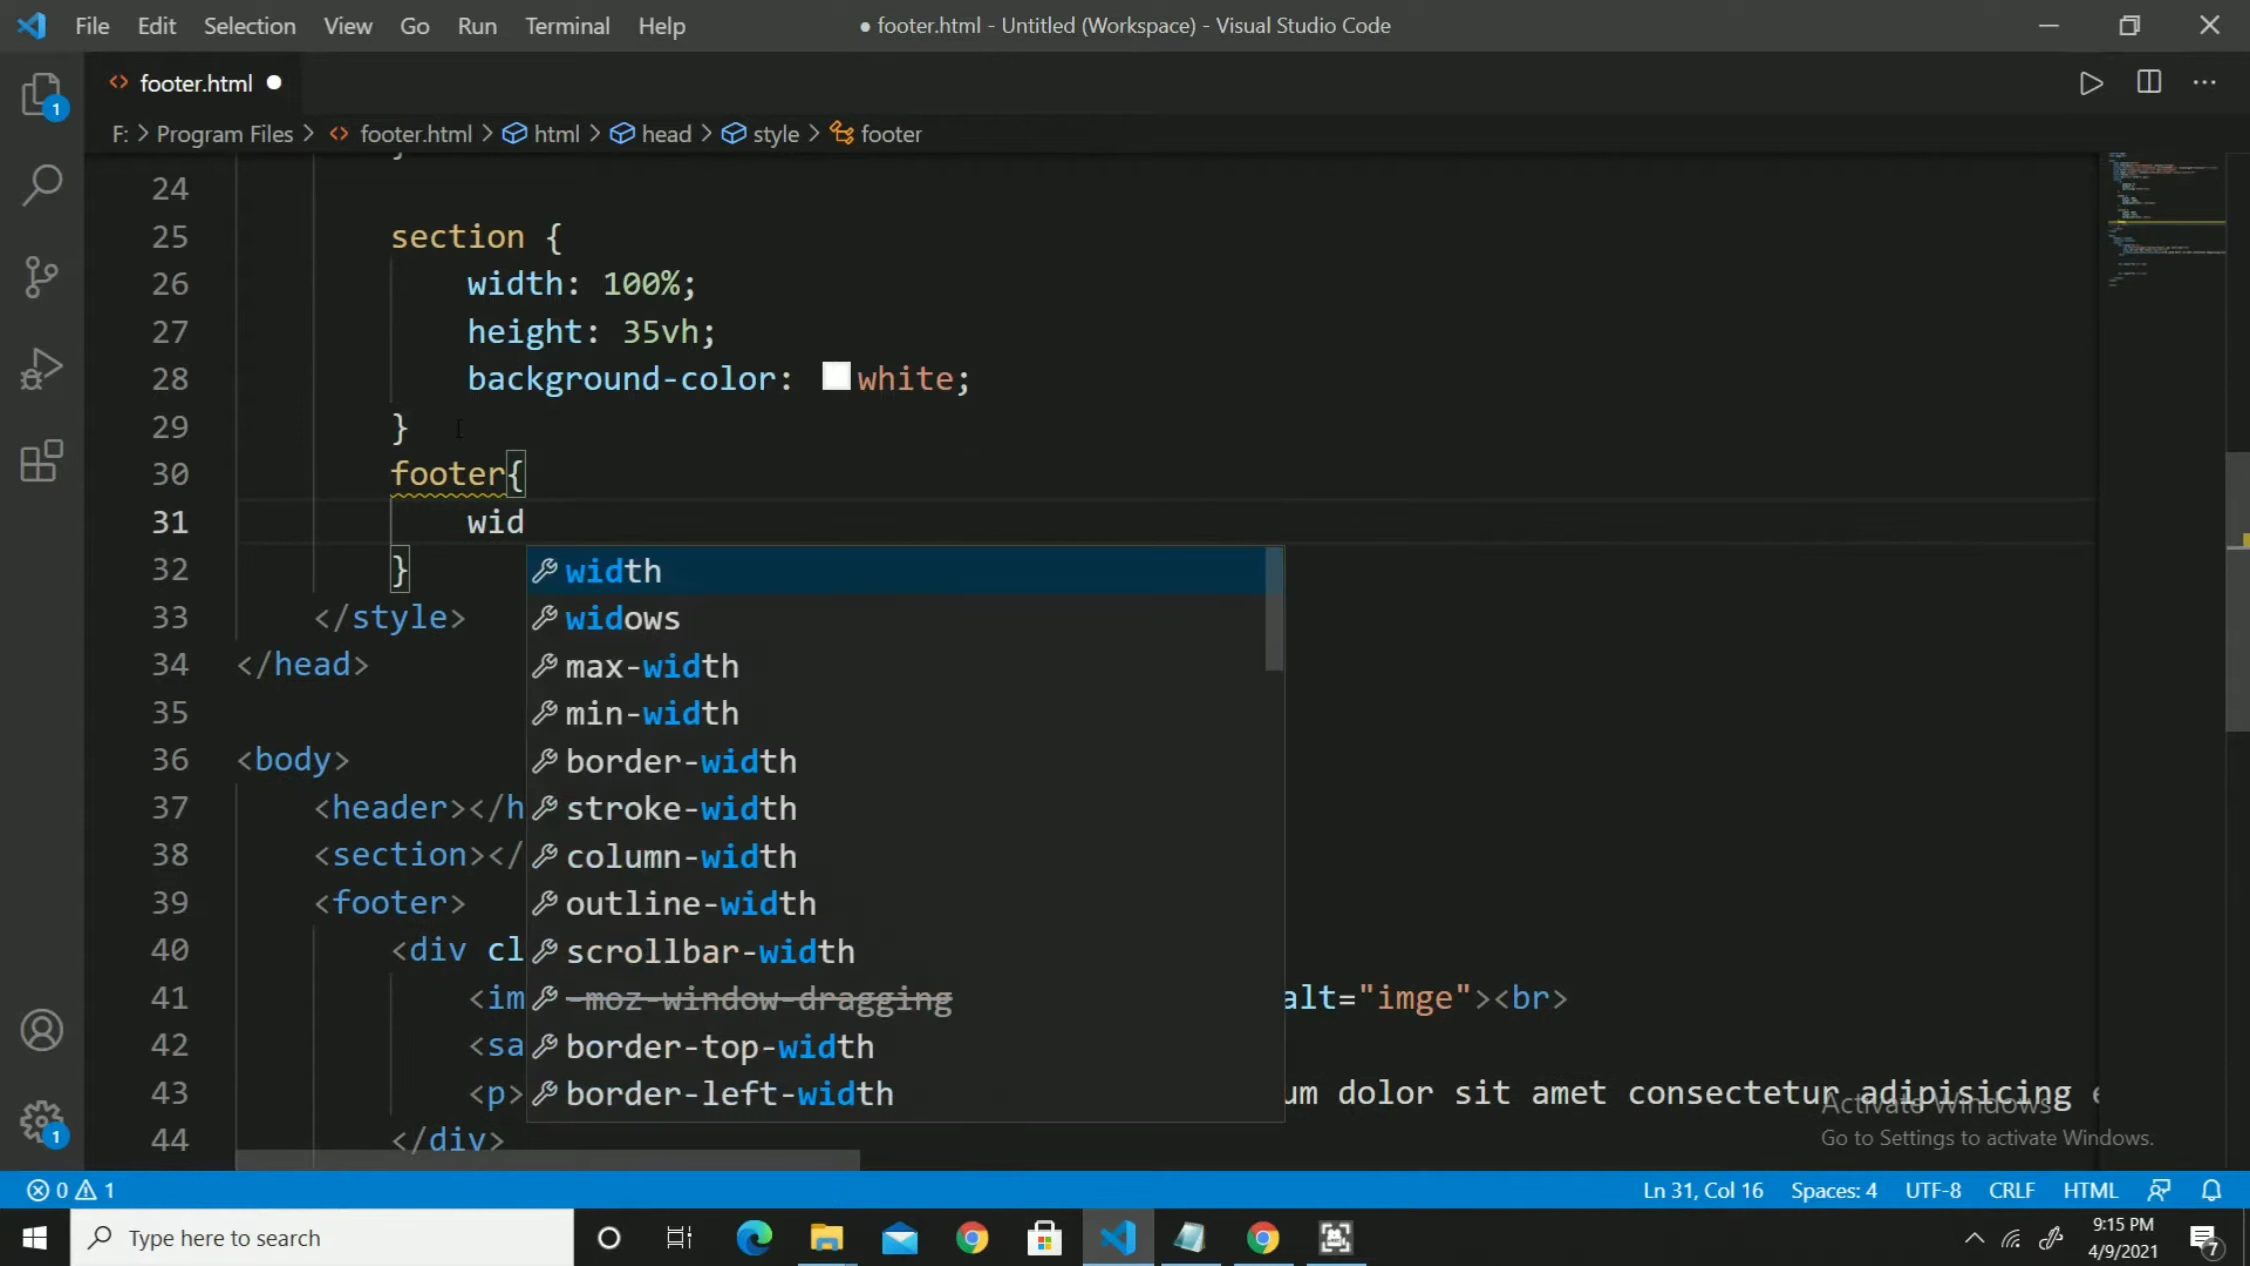 File Edit Selection View Go Run Terminal Help ● footer.html - Untitled (Workspace) - Visual Studio Code
footer.html
1
F: > Program Files > footer.html > html > head > style > footer
24
25 section {
26 width: 100%;
27 height: 35vh;
28 background-color: white;
29 }
30 footer{
31 wid
32 }
33 </style>
34 </head>
35
36 <body>
37 <header></h
38 <section></
39 <footer>
40 <div cl
41 <im alt="imge"><br>
42 <sa
43 <p> um dolor sit amet consectetur adipisicing e
44 </div>
width
widows
max-width
min-width
border-width
stroke-width
column-width
outline-width
scrollbar-width
-moz-window-dragging
border-top-width
border-left-width
Activate Windows
Go to Settings to activate Windows.
1
0 1 Ln 31, Col 16 Spaces: 4 UTF-8 CRLF HTML
Type here to search
9:15 PM
4/9/2021
7